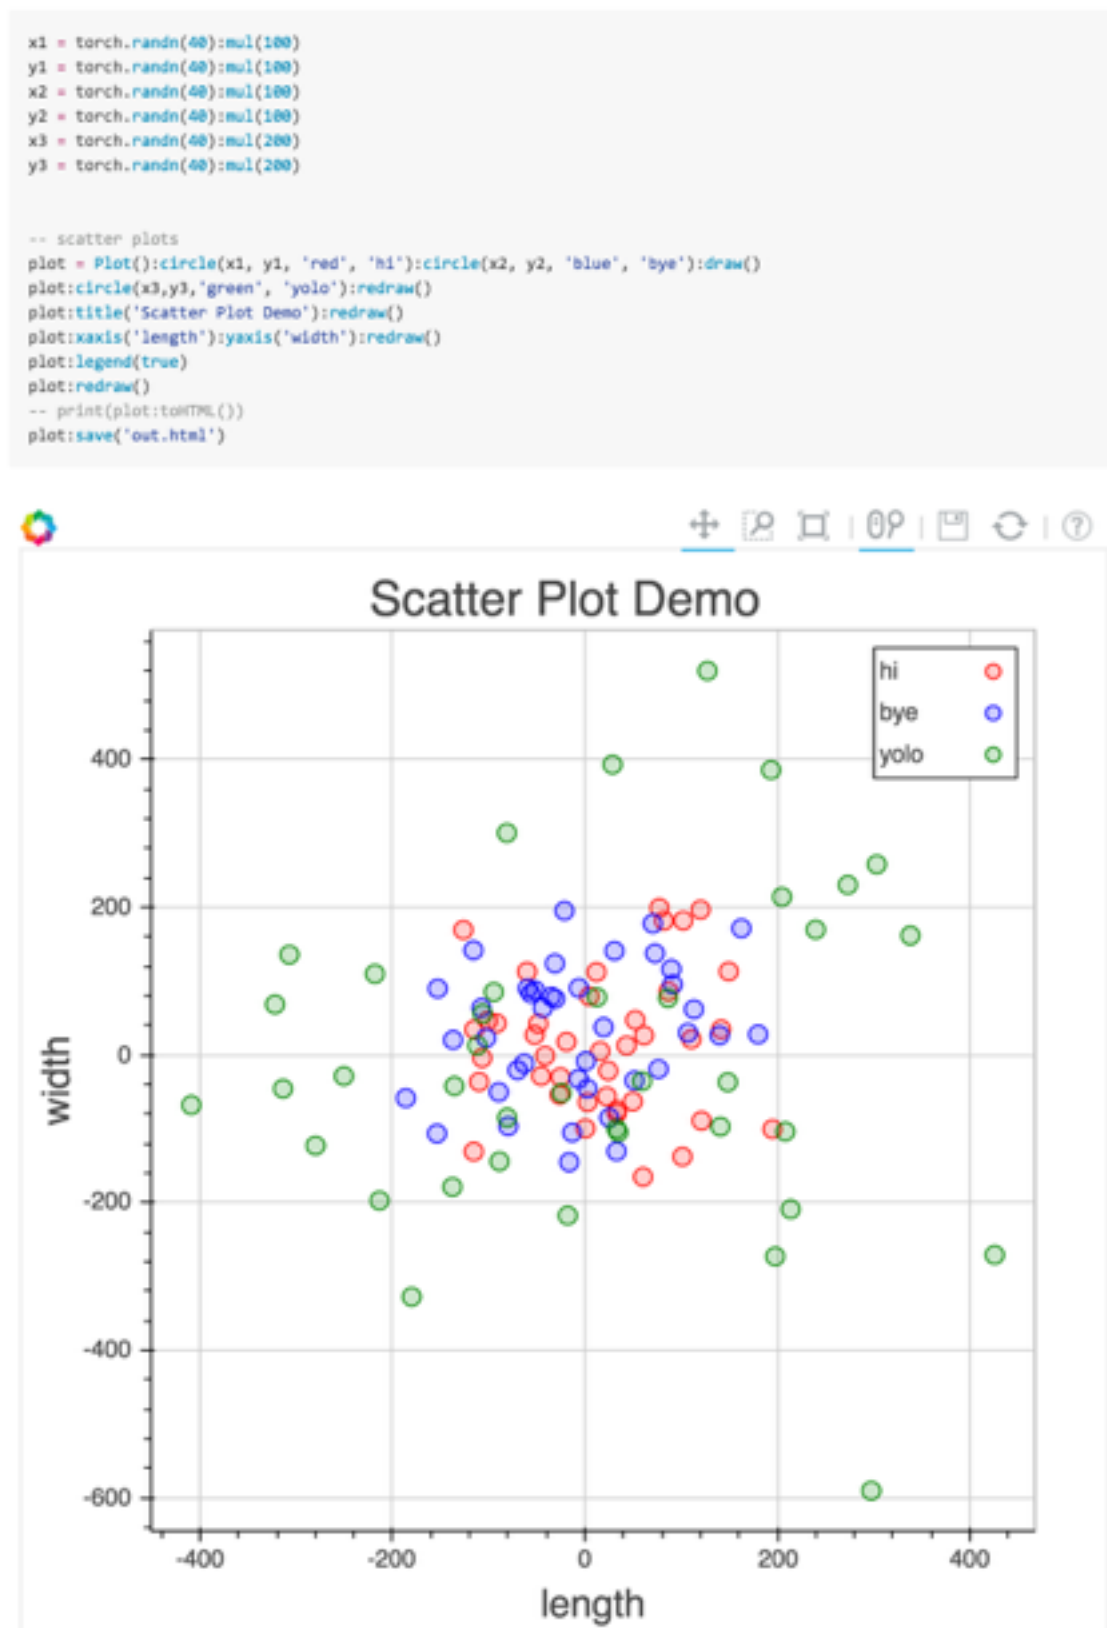 x1 = torch.randn(40):mul(100)
y1 = torch.randn(40):mul(100)
x2 = torch.randn(40):mul(100)
y2 = torch.randn(40):mul(100)
x3 = torch.randn(40):mul(200)
y3 = torch.randn(40):mul(200)
-- scatter plots
plot = Plot():circle(x1, y1, 'red', 'hi'):circle(x2, y2, 'blue', 'bye'):draw()
plot:circle(x3,y3,'green', 'yolo'):redraw()
plot:title('Scatter Plot Demo'):redraw()
plot:xaxis('length'):yaxis('width'):redraw()
plot:legend(true)
plot:redraw()
-- print(plot:toHTML())
plot:save('out.html')
?
Scatter Plot Demo
hi
bye
yolo
400
200
0
-200
-400
-600
width
-400 -200 0 200 400
length